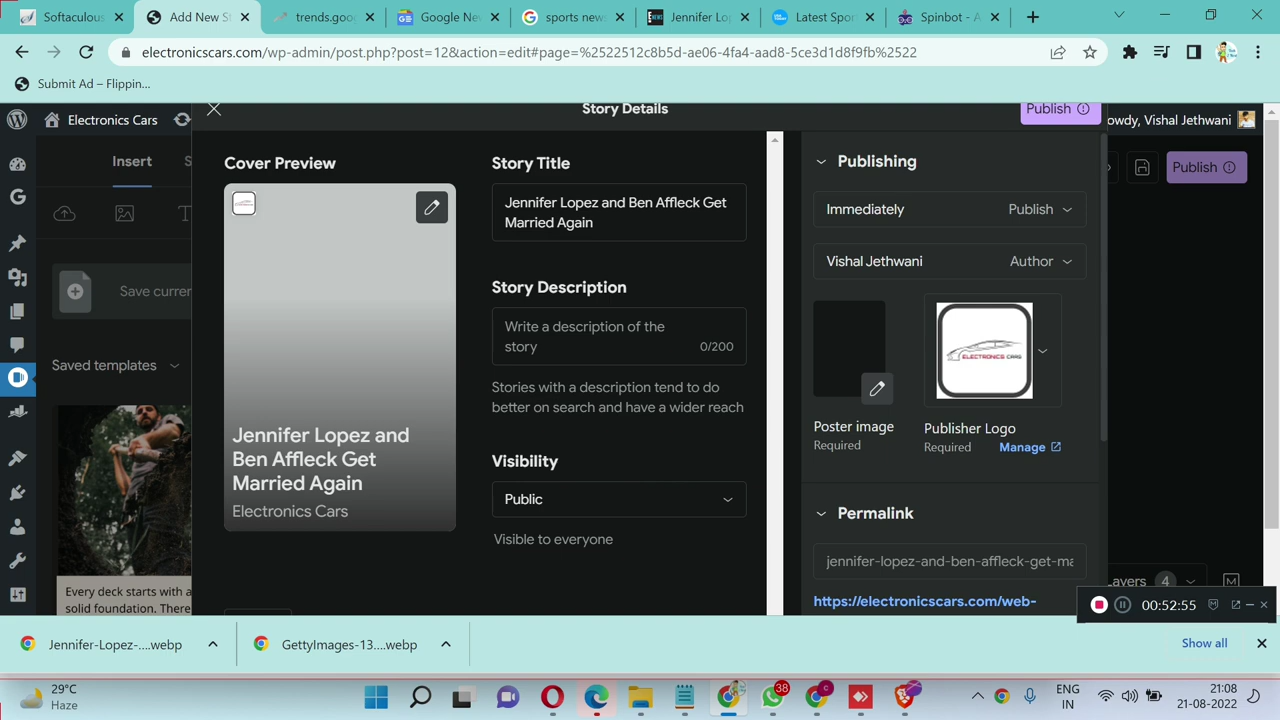 Softaculous
Add New St
trends.goo
Google Nev
sports new
Jennifer Lo
Latest Spor
Spinbot - A
electronicscars.com/wp-admin/post.php?post=12&action=edit#page=%2522512c8b5d-ae06-4fa4-aad8-5ce3d1d8f9fb%2522
Submit Ad – Flippin...
Electronics Cars
Story Details
Publish
owdy, Vishal Jethwani
Insert
S
Publish
Cover Preview
Story Title
Publishing
Jennifer Lopez and Ben Affleck Get
Married Again
Immediately
Publish
Vishal Jethwani
Author
Save curren
Story Description
Write a description of the
story
0/200
ELECTRONICS CARS
Saved templates
Stories with a description tend to do
better on search and have a wider reach
Poster image
Required
Publisher Logo
Required
Manage
Jennifer Lopez and
Ben Affleck Get
Married Again
Electronics Cars
Visibility
Public
Visible to everyone
Permalink
jennifer-lopez-and-ben-affleck-get-ma
https://electronicscars.com/web-
Every deck starts with a
solid foundation. There
ayers
4
00:52:55
Jennifer-Lopez-....webp
GettyImages-13....webp
Show all
29°C
Haze
38
ENG
IN
21:08
21-08-2022